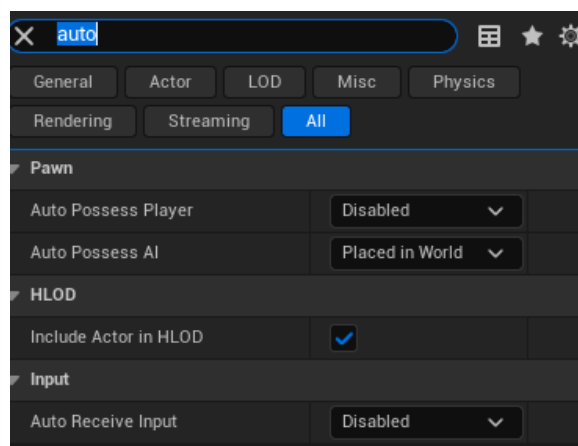 auto
General Actor LOD Misc Physics
Rendering Streaming All
Pawn
Auto Possess Player Disabled
Auto Possess AI Placed in World
HLOD
Include Actor in HLOD
Input
Auto Receive Input Disabled